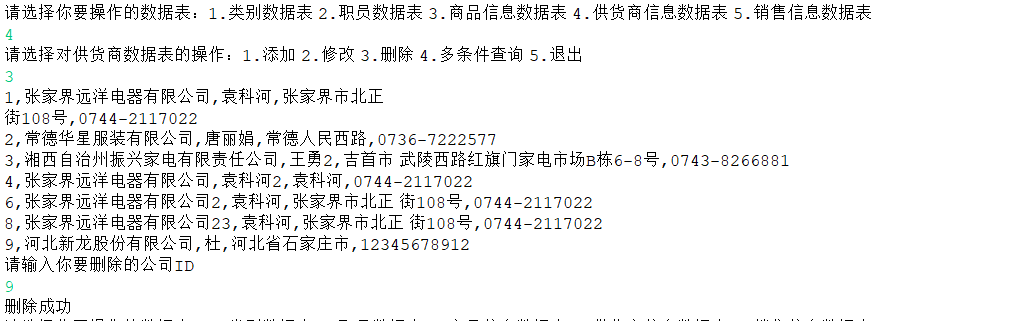 请选择你要操作的数据表：1.类别数据表 2.职员数据表 3.商品信息数据表 4.供货商信息数据表 5.销售信息数据表
4
请选择对供货商数据表的操作：1.添加 2.修改 3.删除 4.多条件查询 5.退出
3
1,张家界远洋电器有限公司,袁科河,张家界市北正
街108号,0744-2117022
2,常德华星服装有限公司,唐丽娟,常德人民西路,0736-7222577
3,湘西自治州振兴家电有限责任公司,王勇2,吉首市 武陵西路红旗门家电市场B栋6-8号,0743-8266881
4,张家界远洋电器有限公司,袁科河2,袁科河,0744-2117022
6,张家界远洋电器有限公司2,袁科河,张家界市北正 街108号,0744-2117022
8,张家界远洋电器有限公司23,袁科河,张家界市北正 街108号,0744-2117022
9,河北新龙股份有限公司,杜,河北省石家庄市,12345678912
请输入你要删除的公司ID
9
删除成功